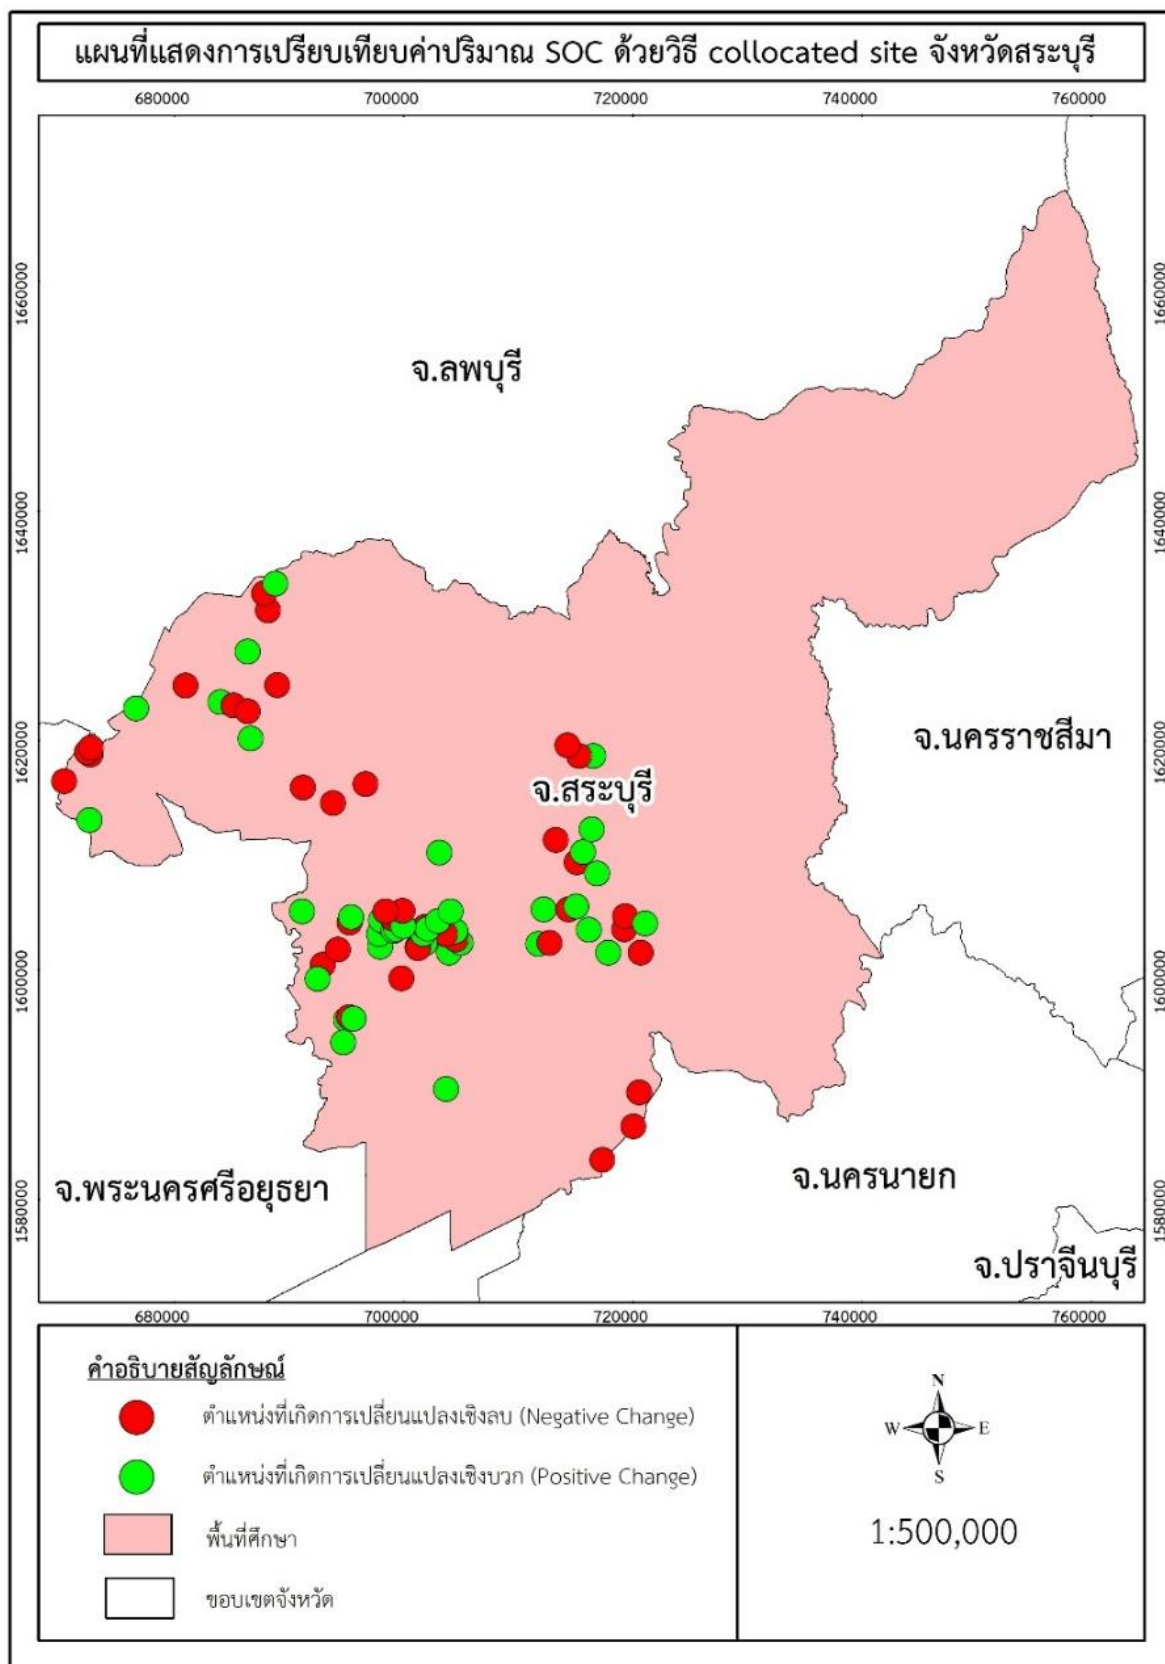 แผนที่แสดงการเปรียบเทียบค่าปริมาณ SOC ด้วยวิธี collocated site จังหวัดสระบุรี
680000 700000 720000 740000 760000
1660000 1660000
จ.ลพบุรี
1640000 1640000
1620000 จ.นครราชสีมา 1620000
จ.สระบุรี
1600000 1600000
จ.พระนครศรีอยุธยา จ.นครนายก
1580000 1580000
จ.ปราจีนบุรี
680000 700000 720000 740000 760000
คำอธิบายสัญลักษณ์
ตำแหน่งที่เกิดการเปลี่ยนแปลงเชิงลบ (Negative Change)
ตำแหน่งที่เกิดการเปลี่ยนแปลงเชิงบวก (Positive Change)
พื้นที่ศึกษา
ขอบเขตจังหวัด
N
W E
S
1:500,000